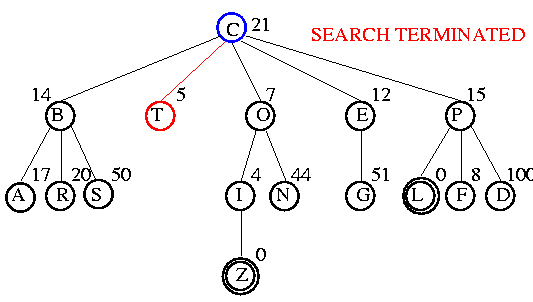 C 21
SEARCH TERMINATED
14 5 7 12 15
B T O E P
17 20 50 4 44 51 0 8 100
A R S I N G L F D
0
Z